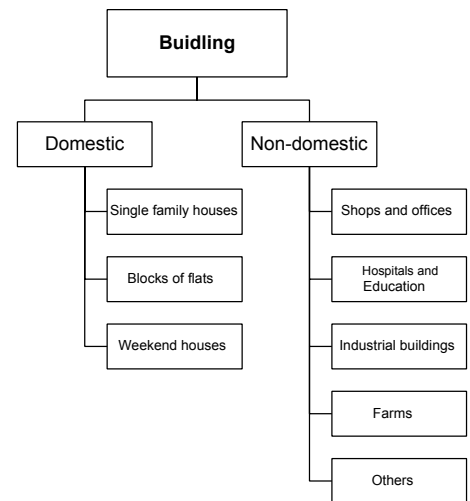 Buidling
Domestic
Non-domestic
Single family houses
Blocks of flats
Weekend houses
Shops and offices
Hospitals and
Education
Industrial buildings
Farms
Others